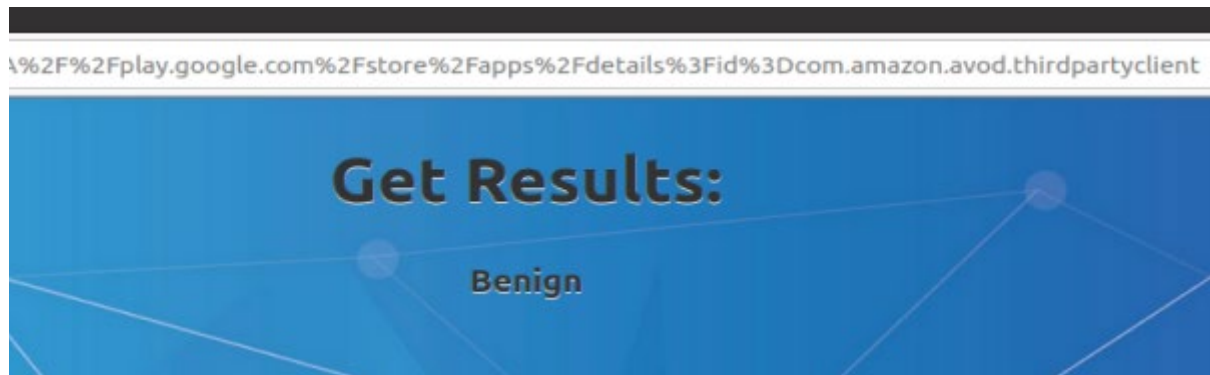 %2F%2Fplay.google.com%2Fstore%2Fapps%2Fdetails%3Fid%3Dcom.amazon.avod.thirdpartyclient
Get Results:
Benign